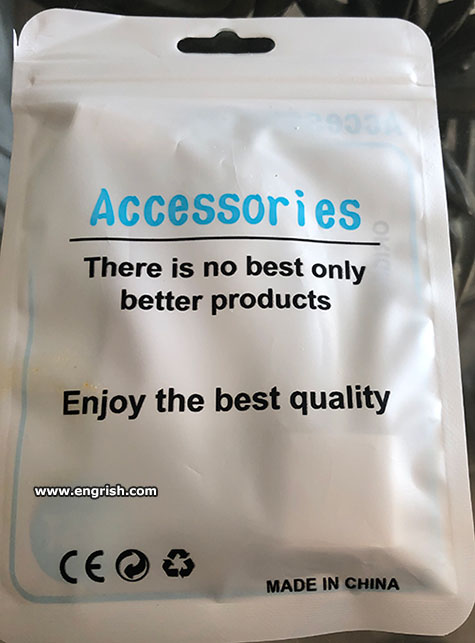 Accessories
There is no best only
better products
Enjoy the best quality
www.engrish.com
CE
MADE IN CHINA